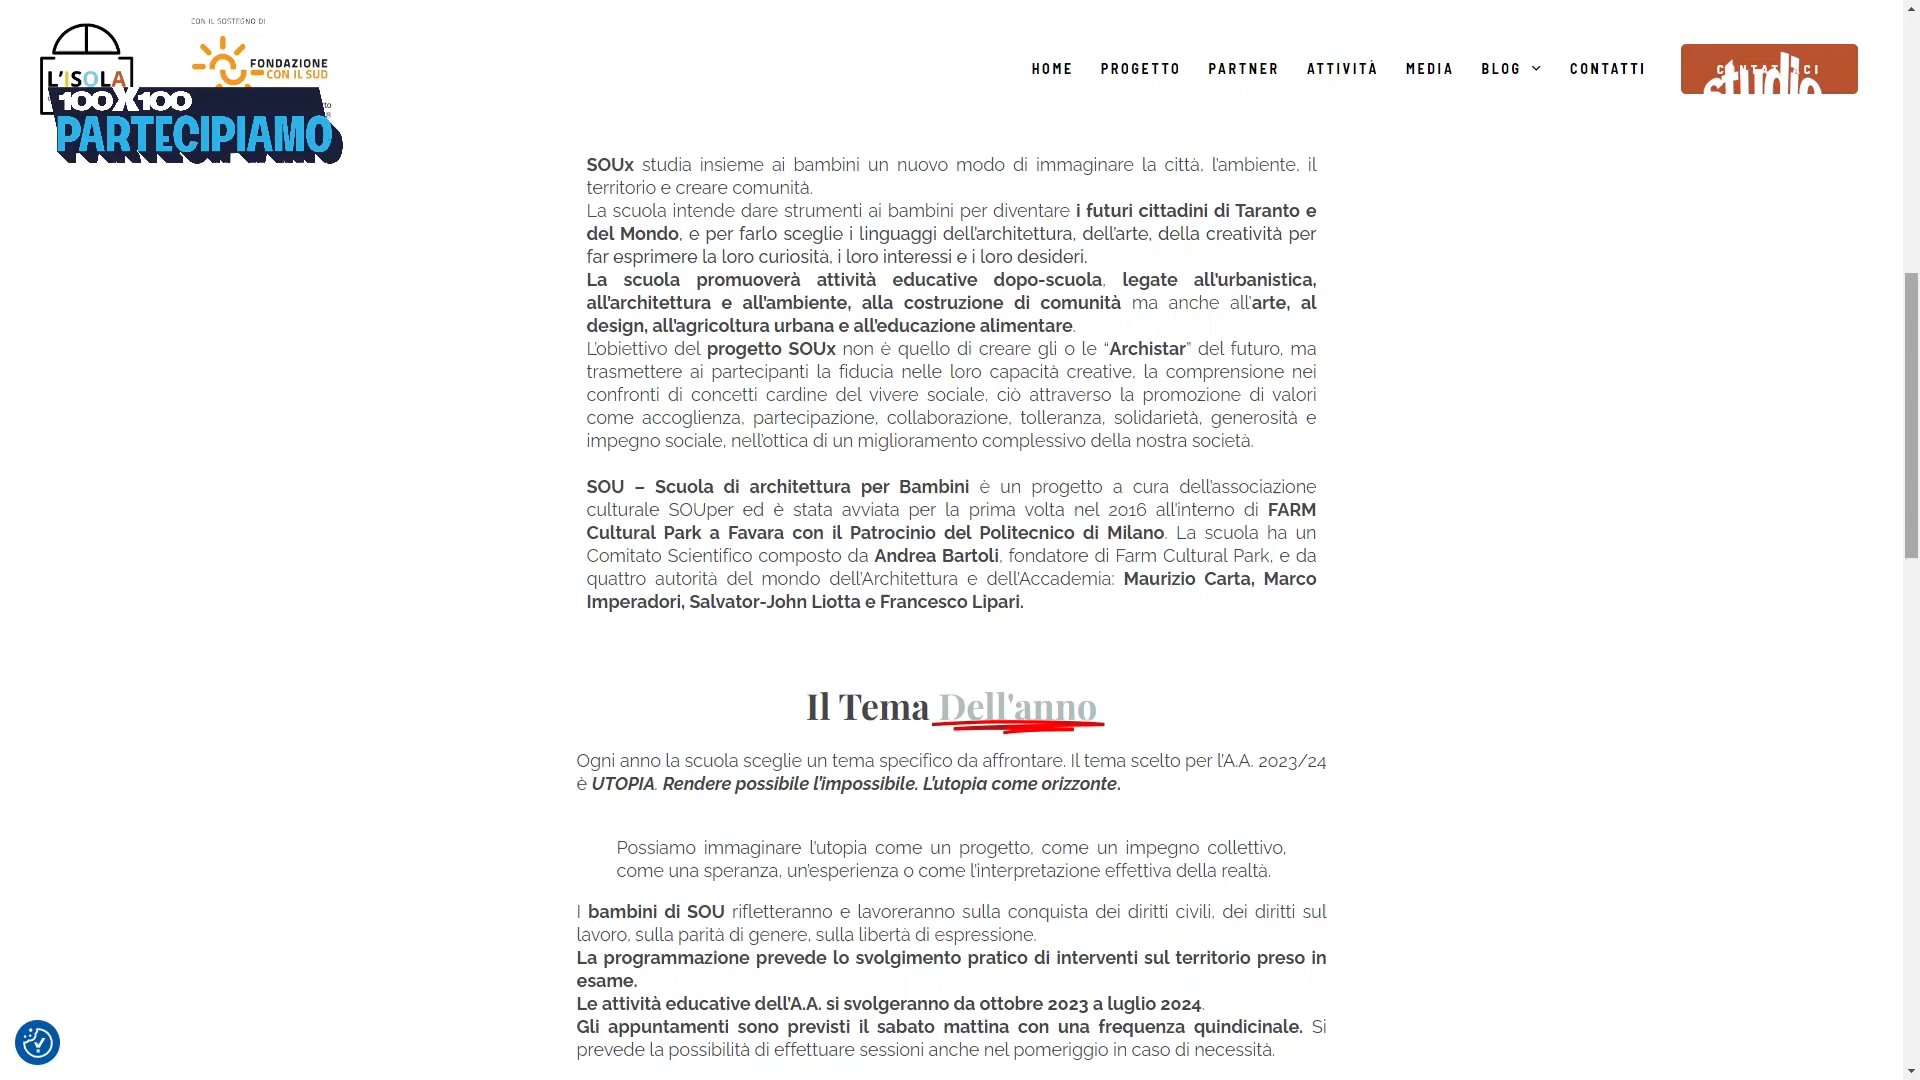 CON IL SOSTEGNO DI
L'ISOLA
FONDAZIONE
CON IL SUD
100X100
PARTECIPIAMO
HOME PROGETTO PARTNER ATTIVITÀ MEDIA BLOG CONTATTI
studio
SOUx studia insieme ai bambini un nuovo modo di immaginare la città, l’ambiente, il
territorio e creare comunità.
La scuola intende dare strumenti ai bambini per diventare i futuri cittadini di Taranto e
del Mondo, e per farlo sceglie i linguaggi dell’architettura, dell’arte, della creatività per
far esprimere la loro curiosità, i loro interessi e i loro desideri.
La scuola promuoverà attività educative dopo-scuola, legate all’urbanistica,
all’architettura e all’ambiente, alla costruzione di comunità ma anche all’arte, al
design, all’agricoltura urbana e all’educazione alimentare.
L’obiettivo del progetto SOUx non è quello di creare gli o le “Archistar” del futuro, ma
trasmettere ai partecipanti la fiducia nelle loro capacità creative, la comprensione nei
confronti di concetti cardine del vivere sociale, ciò attraverso la promozione di valori
come accoglienza, partecipazione, collaborazione, tolleranza, solidarietà, generosità e
impegno sociale, nell’ottica di un miglioramento complessivo della nostra società.
SOU – Scuola di architettura per Bambini è un progetto a cura dell’associazione
culturale SOUper ed è stata avviata per la prima volta nel 2016 all’interno di FARM
Cultural Park a Favara con il Patrocinio del Politecnico di Milano. La scuola ha un
Comitato Scientifico composto da Andrea Bartoli, fondatore di Farm Cultural Park, e da
quattro autorità del mondo dell’Architettura e dell’Accademia: Maurizio Carta, Marco
Imperadori, Salvator-John Liotta e Francesco Lipari.
Il Tema Dell'anno
Ogni anno la scuola sceglie un tema specifico da affrontare. Il tema scelto per l’A.A. 2023/24
è UTOPIA. Rendere possibile l’impossibile. L’utopia come orizzonte.
Possiamo immaginare l’utopia come un progetto, come un impegno collettivo,
come una speranza, un’esperienza o come l’interpretazione effettiva della realtà.
I bambini di SOU rifletteranno e lavoreranno sulla conquista dei diritti civili, dei diritti sul
lavoro, sulla parità di genere, sulla libertà di espressione.
La programmazione prevede lo svolgimento pratico di interventi sul territorio preso in
esame.
Le attività educative dell’A.A. si svolgeranno da ottobre 2023 a luglio 2024.
Gli appuntamenti sono previsti il sabato mattina con una frequenza quindicinale. Si
prevede la possibilità di effettuare sessioni anche nel pomeriggio in caso di necessità.